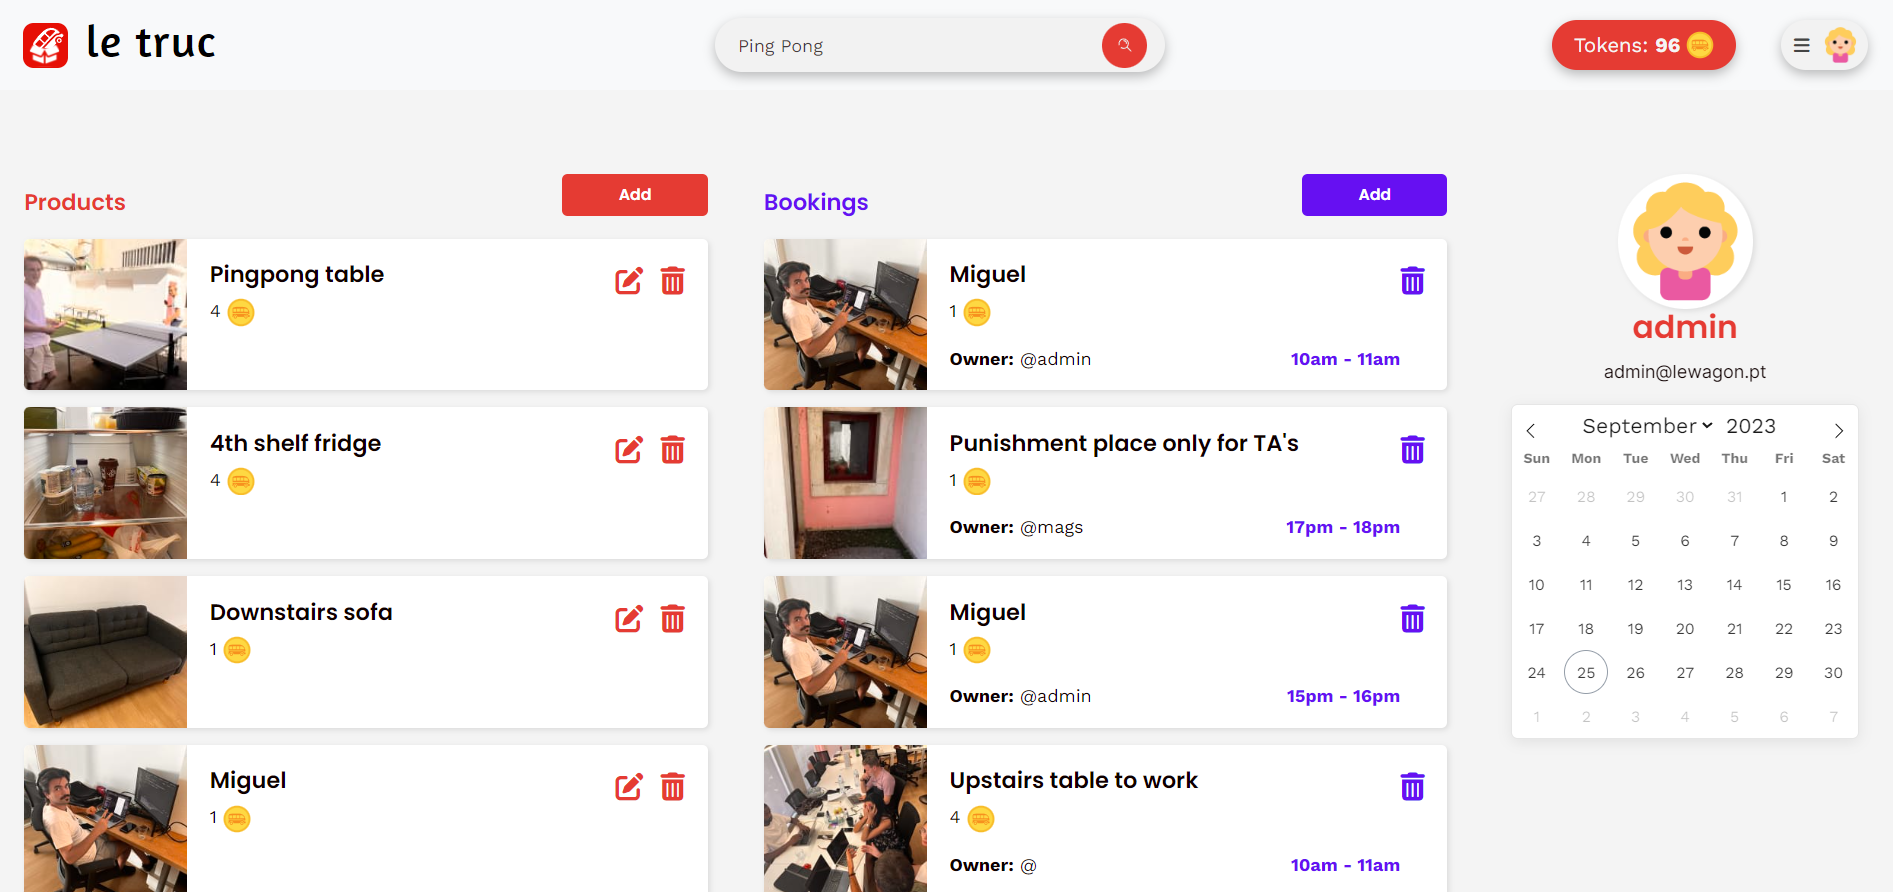 le truc
Ping Pong
Tokens: 96
Products
Add
Pingpong table
4
4th shelf fridge
4
Downstairs sofa
1
Miguel
1
Bookings
Add
Miguel
1
Owner: @admin
10am - 11am
Punishment place only for TA's
1
Owner: @mags
17pm - 18pm
Miguel
1
Owner: @admin
15pm - 16pm
Upstairs table to work
4
Owner: @
10am - 11am
admin
admin@lewagon.pt
September 2023
Sun Mon Tue Wed Thu Fri Sat
27 28 29 30 31 1 2
3 4 5 6 7 8 9
10 11 12 13 14 15 16
17 18 19 20 21 22 23
24 25 26 27 28 29 30
1 2 3 4 5 6 7